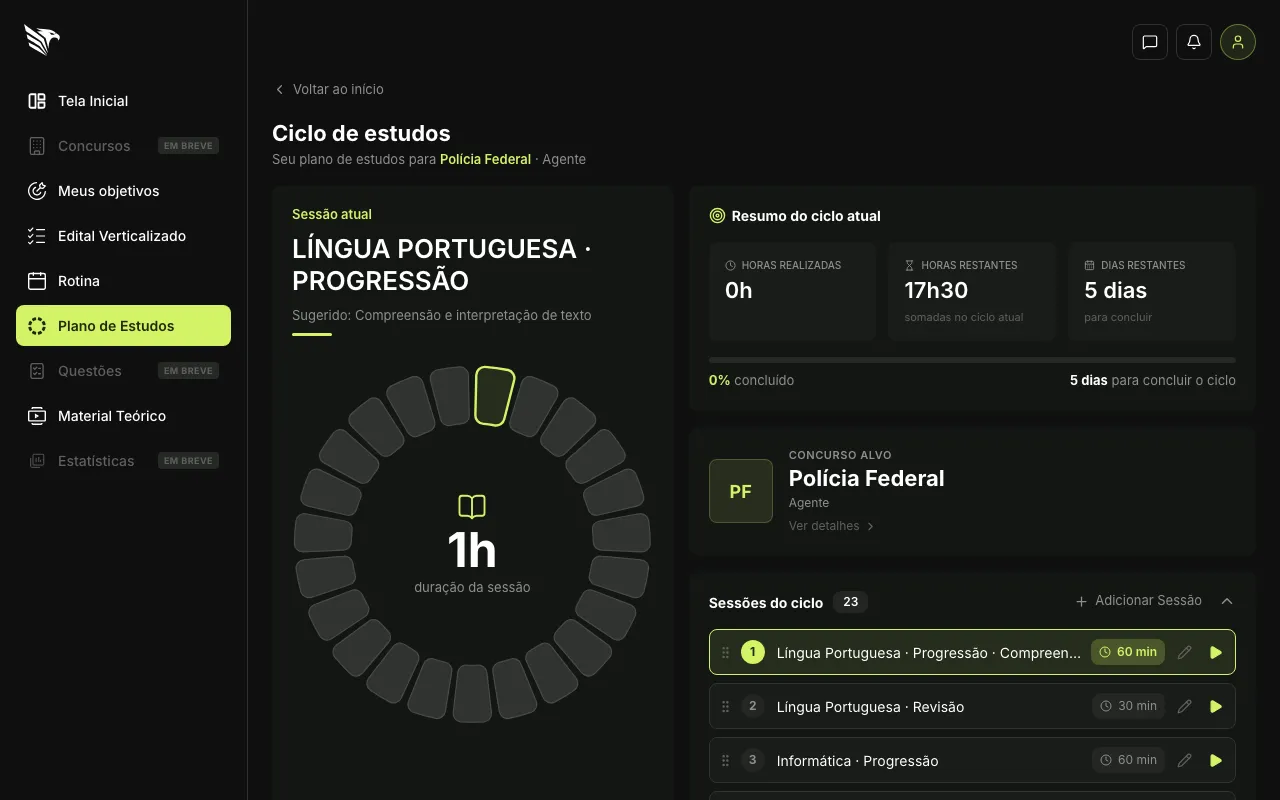 Tela Inicial
Concursos EM BREVE
Meus objetivos
Edital Verticalizado
Rotina
Plano de Estudos
Questões EM BREVE
Material Teórico
Estatísticas EM BREVE
Voltar ao início
Ciclo de estudos
Seu plano de estudos para Polícia Federal · Agente
Sessão atual
LÍNGUA PORTUGUESA ·
PROGRESSÃO
Sugerido: Compreensão e interpretação de texto
1h
duração da sessão
Resumo do ciclo atual
HORAS REALIZADAS
0h
HORAS RESTANTES
17h30
somadas no ciclo atual
DIAS RESTANTES
5 dias
para concluir
0% concluído
5 dias para concluir o ciclo
CONCURSO ALVO
PF
Polícia Federal
Agente
Ver detalhes
Sessões do ciclo 23
Adicionar Sessão
1 Língua Portuguesa · Progressão · Compreen... 60 min
2 Língua Portuguesa · Revisão 30 min
3 Informática · Progressão 60 min